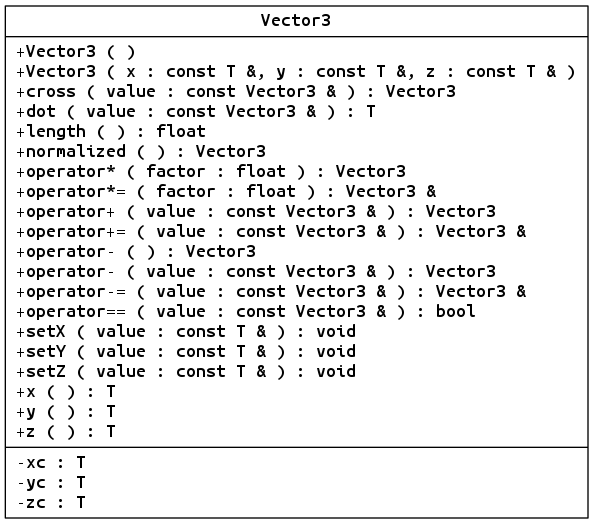 Vector3
+Vector3 ( )
+Vector3 ( x : const T &, y : const T &, z : const T & )
+cross ( value : const Vector3 & ) : Vector3
+dot ( value : const Vector3 & ) : T
+length ( ) : float
+normalized ( ) : Vector3
+operator* ( factor : float ) : Vector3
+operator*= ( factor : float ) : Vector3 &
+operator+ ( value : const Vector3 & ) : Vector3
+operator+= ( value : const Vector3 & ) : Vector3 &
+operator- ( ) : Vector3
+operator- ( value : const Vector3 & ) : Vector3
+operator-= ( value : const Vector3 & ) : Vector3 &
+operator== ( value : const Vector3 & ) : bool
+setX ( value : const T & ) : void
+setY ( value : const T & ) : void
+setZ ( value : const T & ) : void
+x ( ) : T
+y ( ) : T
+z ( ) : T
-xc : T
-yc : T
-zc : T